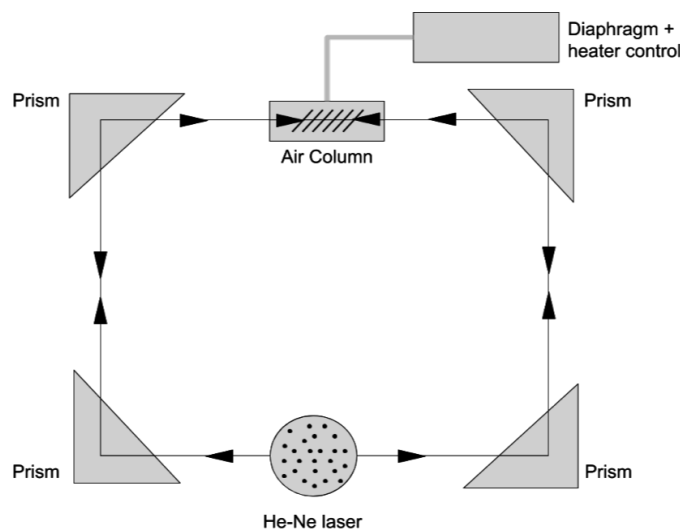 Diaphragm +
heater control
Prism
Prism
Air Column
Prism
Prism
He-Ne laser